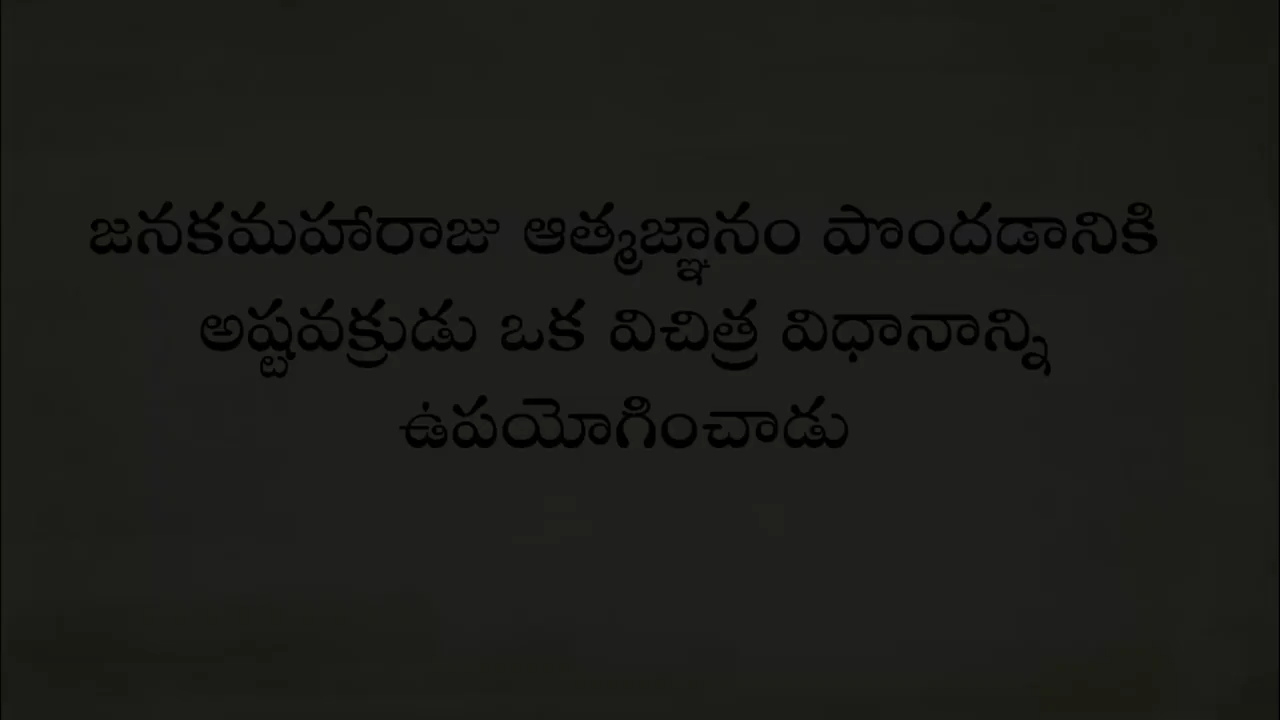 జనకమహారాజు ఆత్మజ్ఞానం పొందడానికి
అష్టవక్రుడు ఒక విచిత్ర విధానాన్ని
ఉపయోగించాడు